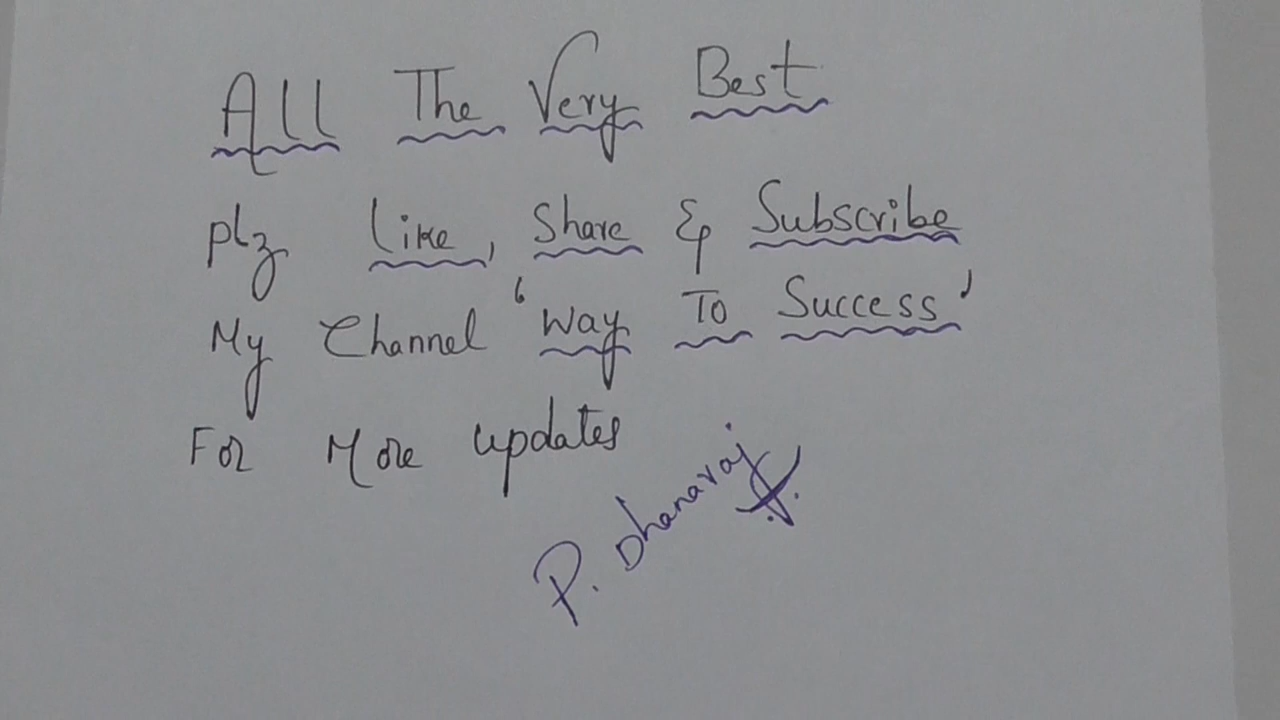 All The Very Best
Plz Like, Share & Subscribe
My Channel 'Way To Success'
For More updates
P. Dhanaraj